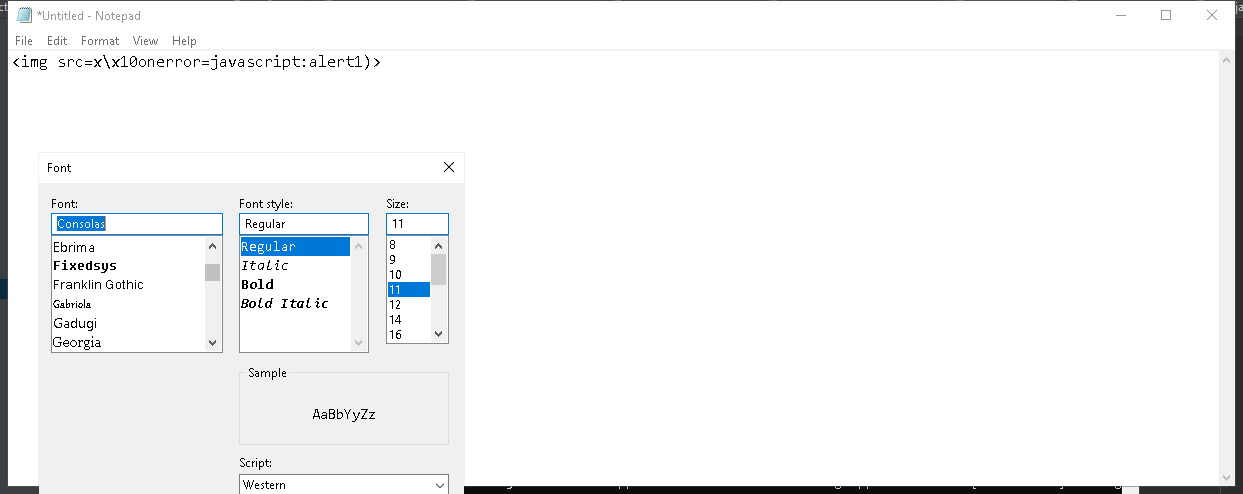 *Untitled - Notepad
File Edit Format View Help
<img src=x\x10onerror=javascript:alert1)>
Font
Font: Font style: Size:
Consolas Regular 11
Ebrima Regular 8
Fixedsys Italic 9
Franklin Gothic Bold 10
Gabriola Bold Italic 11
Gadugi 12
Georgia 14
16
Sample
AaBbYyZz
Script:
Western